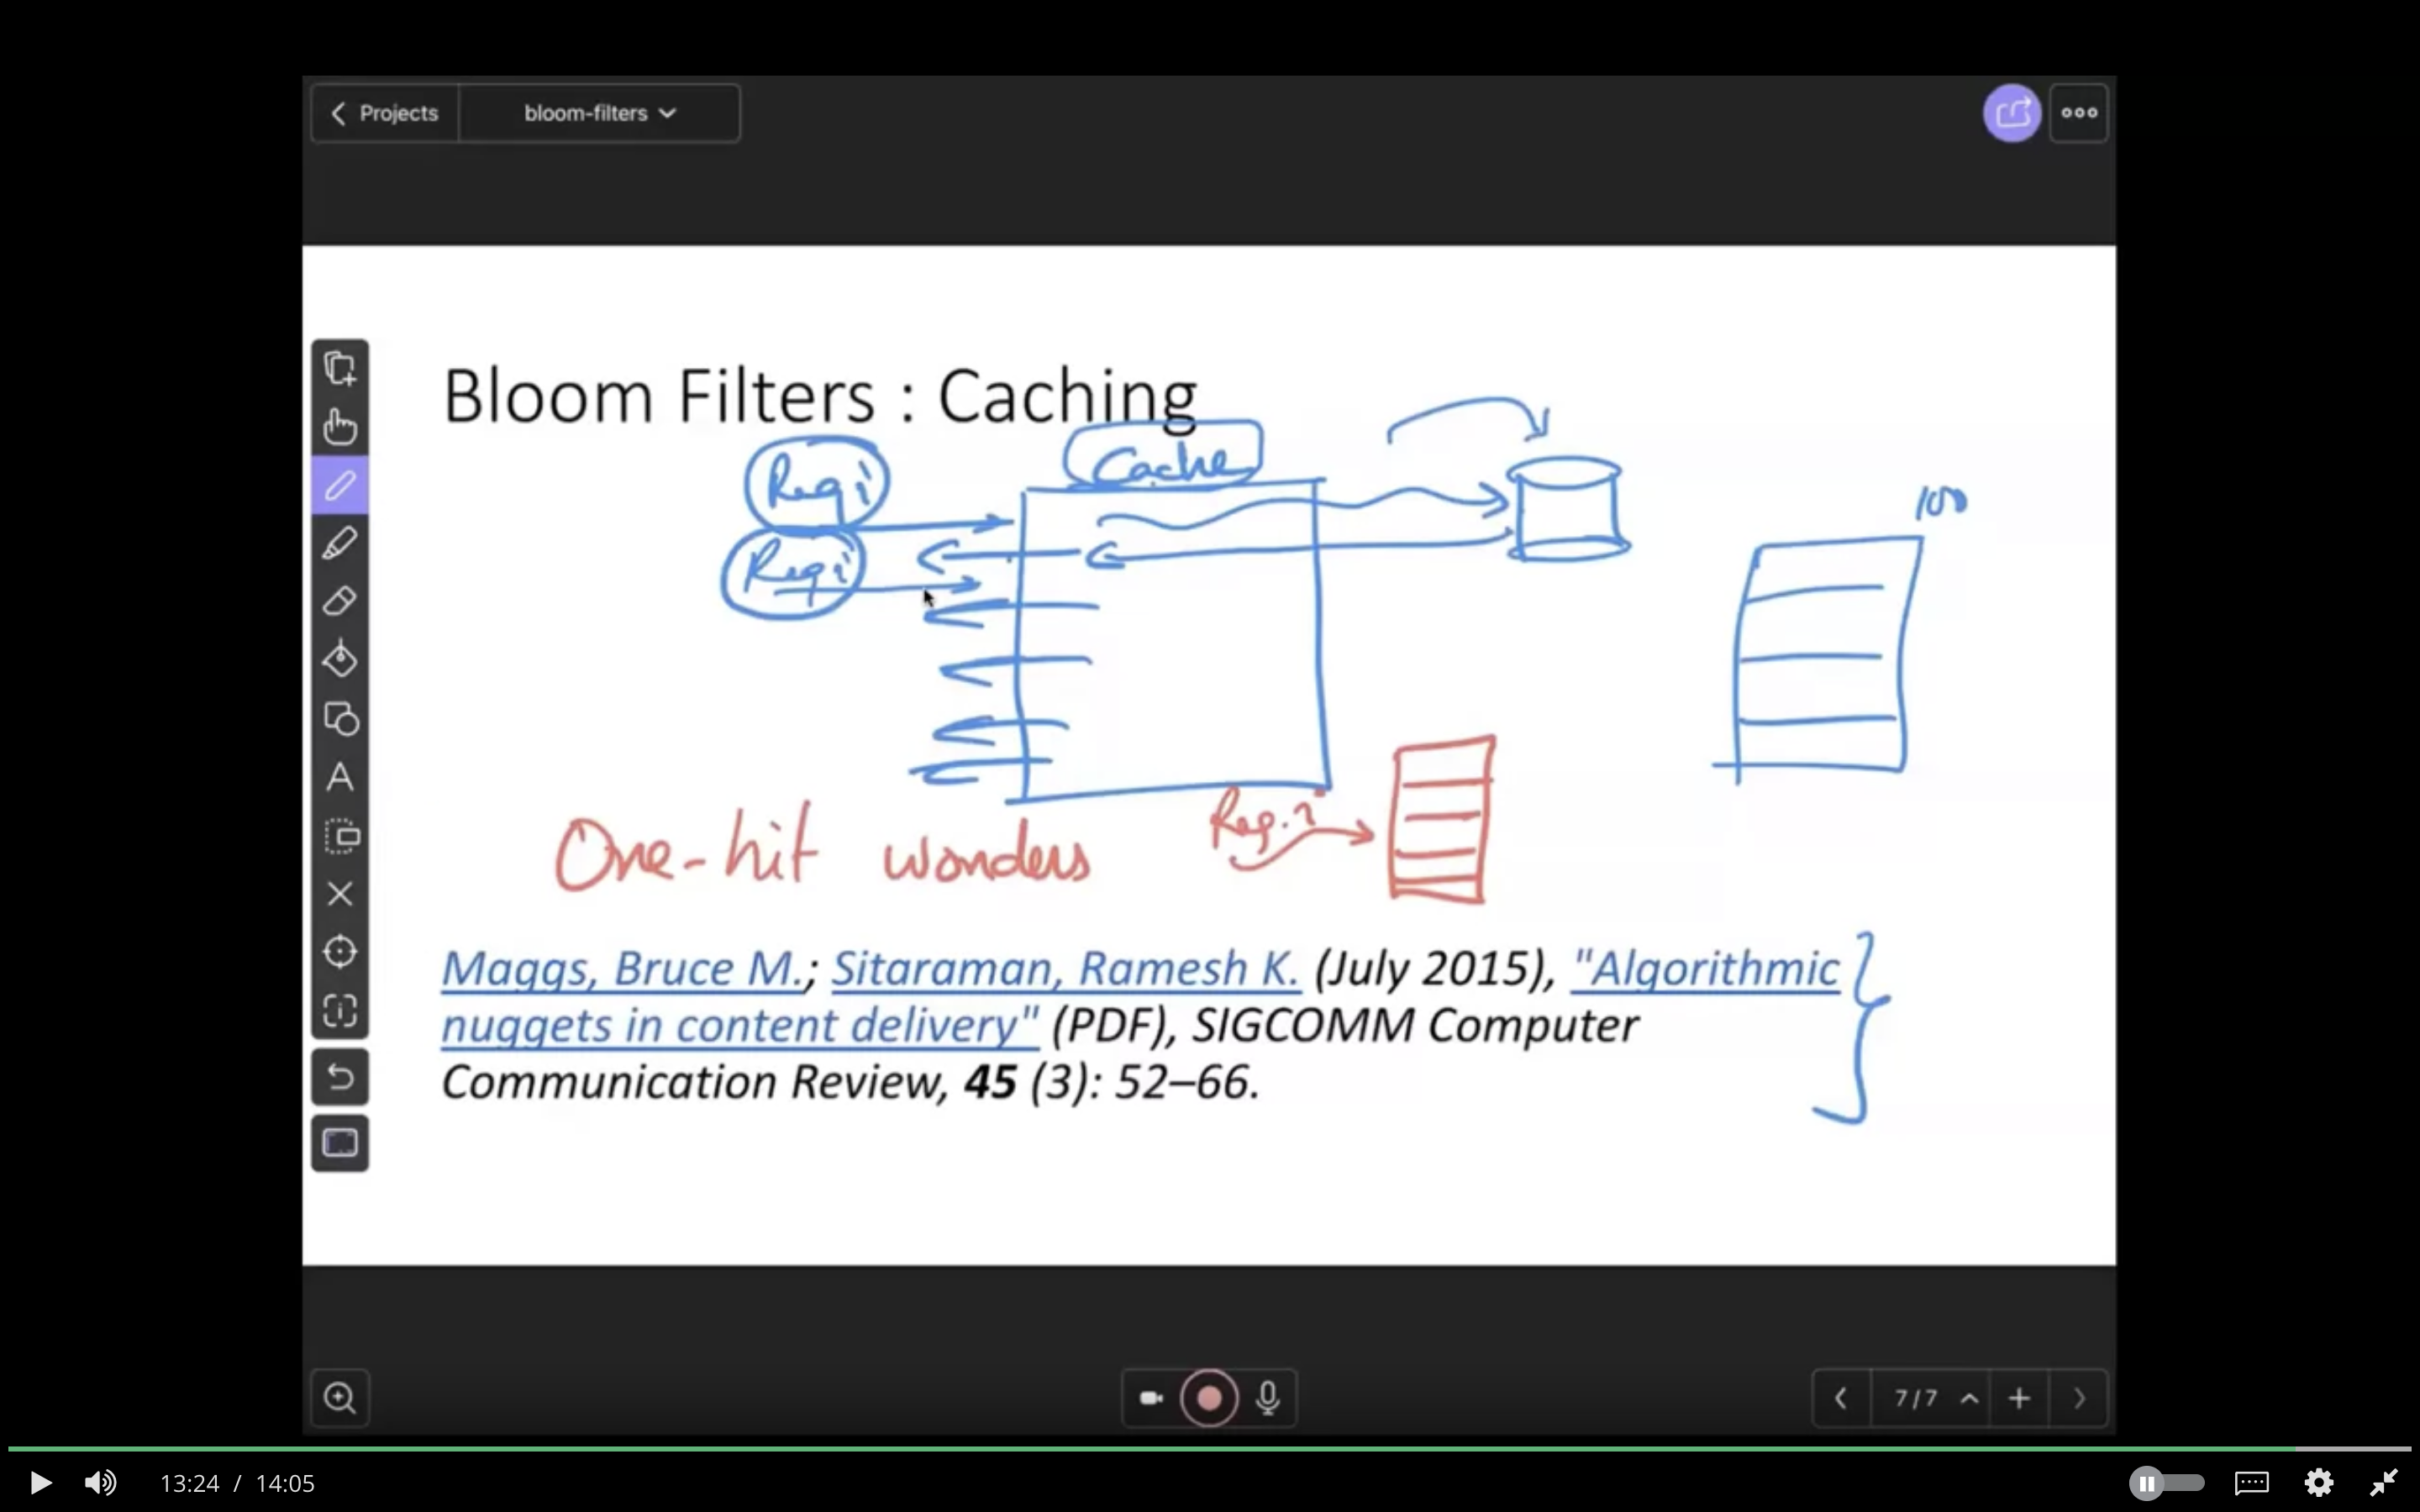 Projects
bloom-filters
Bloom Filters : Caching
Cache
Req i
Req i
100
One-hit wonders
Req. i
Maggs, Bruce M.; Sitaraman, Ramesh K. (July 2015), "Algorithmic
nuggets in content delivery" (PDF), SIGCOMM Computer
Communication Review, 45 (3): 52–66.
7/7
13:24 / 14:05